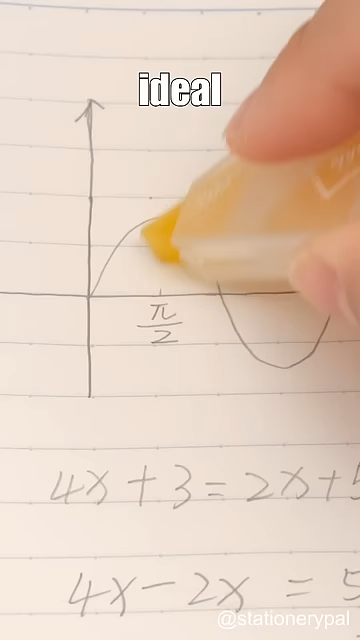 ideal
π/2
4x+3=2x+5
4x-2x=5
@stationerypal